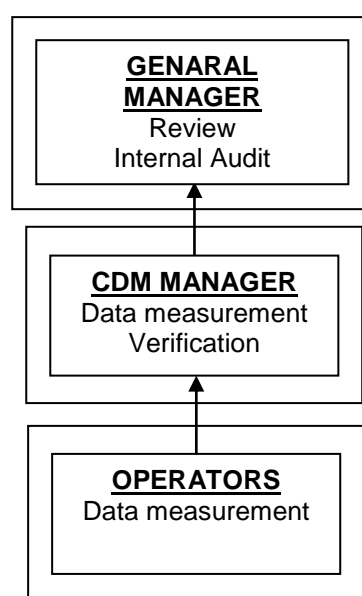 GENARAL
MANAGER
Review
Internal Audit
CDM MANAGER
Data measurement
Verification
OPERATORS
Data measurement